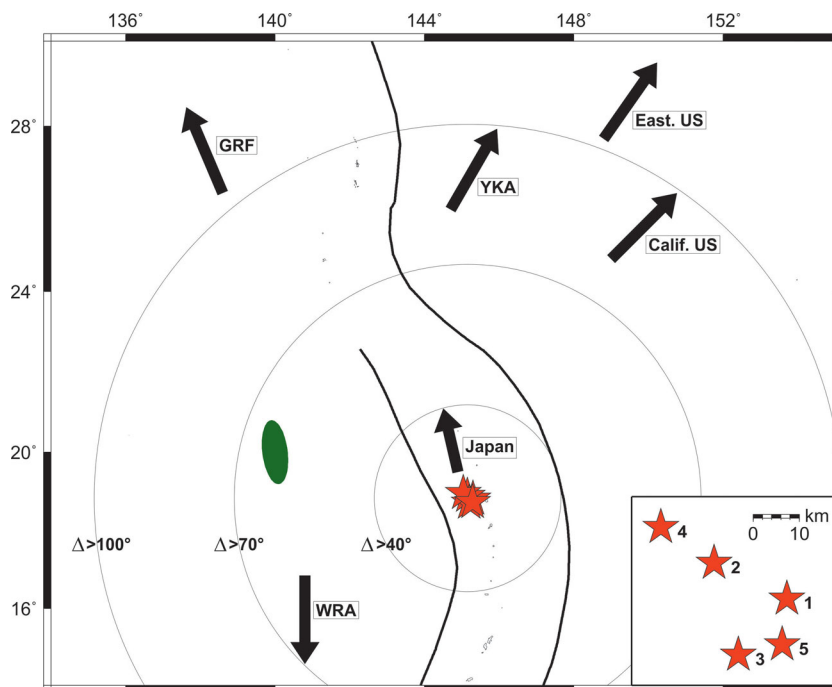 136° 140° 144° 148° 152°
28°
24°
20°
16°
East. US
GRF
YKA
Calif. US
Japan
Δ>100° Δ>70° Δ>40°
WRA
0 10 km
4
2
1
3 5